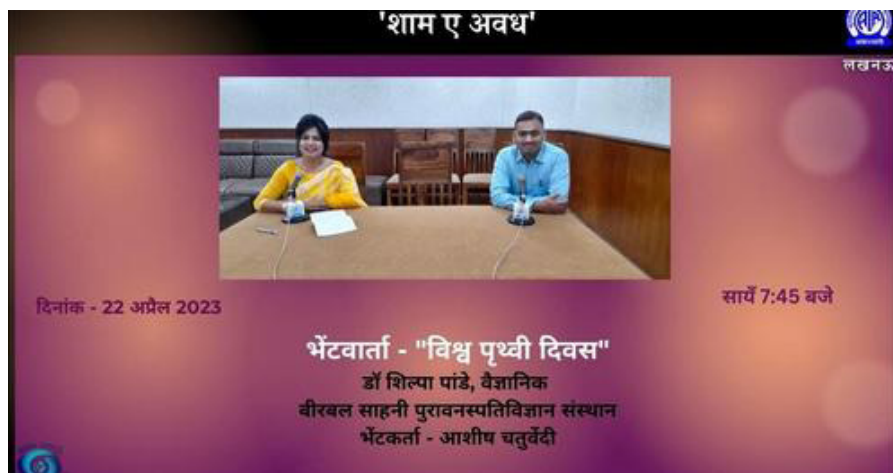 'शाम ए अवध'
लखनऊ
दिनांक - 22 अप्रैल 2023
सायँ 7:45 बजे
भेंटवार्ता - "विश्व पृथ्वी दिवस"
डॉ शिल्पा पांडे, वैज्ञानिक
बीरबल साहनी पुरावनस्पतिविज्ञान संस्थान
भेंटकर्ता - आशीष चतुर्वेदी